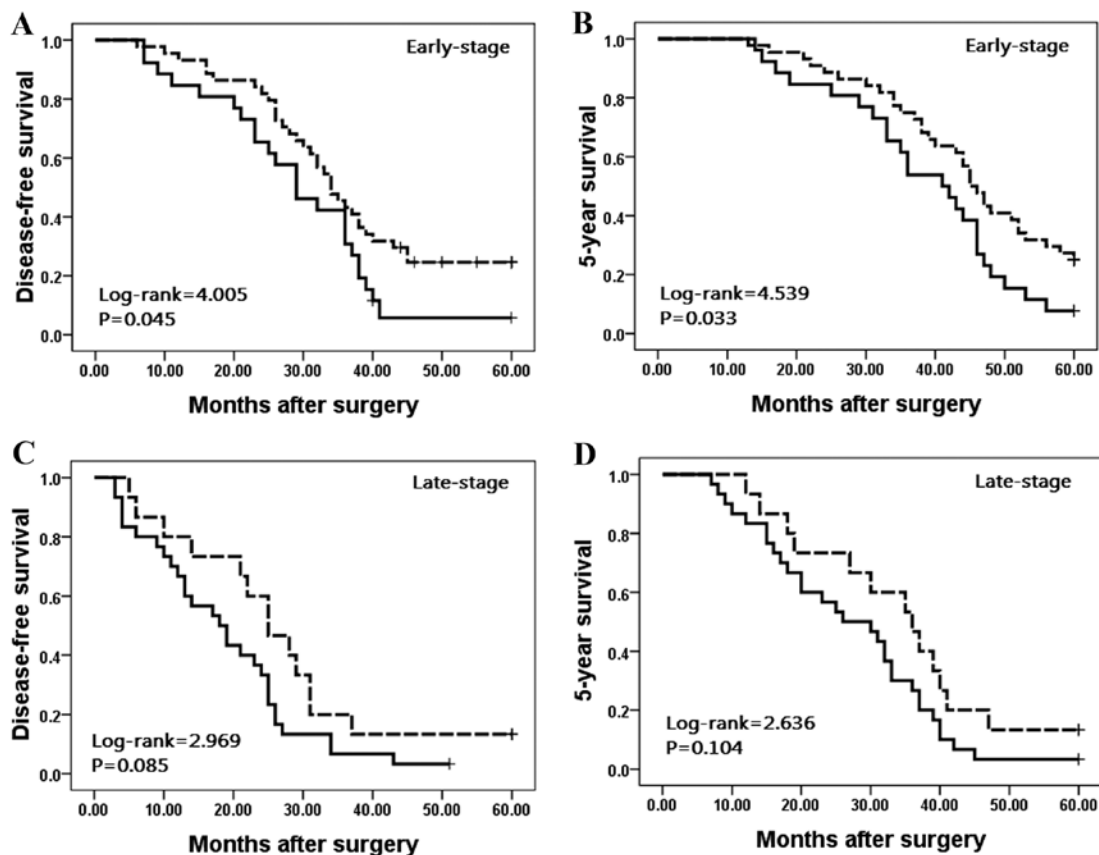 A
Early-stage
Disease-free survival
1.0
0.8
0.6
0.4
0.2
0.0
Log-rank=4.005
P=0.045
0.00 10.00 20.00 30.00 40.00 50.00 60.00
Months after surgery
B
Early-stage
5-year survival
1.0
0.8
0.6
0.4
0.2
0.0
Log-rank=4.539
P=0.033
0.00 10.00 20.00 30.00 40.00 50.00 60.00
Months after surgery
C
Late-stage
Disease-free survival
1.0
0.8
0.6
0.4
0.2
0.0
Log-rank=2.969
P=0.085
0.00 10.00 20.00 30.00 40.00 50.00 60.00
Months after surgery
D
Late-stage
5-year survival
1.0
0.8
0.6
0.4
0.2
0.0
Log-rank=2.636
P=0.104
0.00 10.00 20.00 30.00 40.00 50.00 60.00
Months after surgery